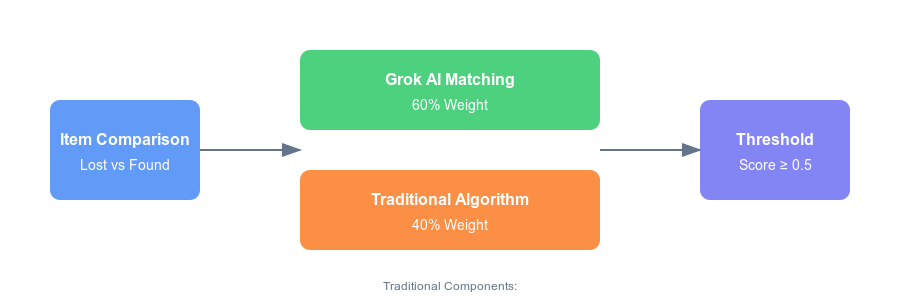 Item Comparison
Lost vs Found
Grok AI Matching
60% Weight
Traditional Algorithm
40% Weight
Threshold
Score ≥ 0.5
Traditional Components: